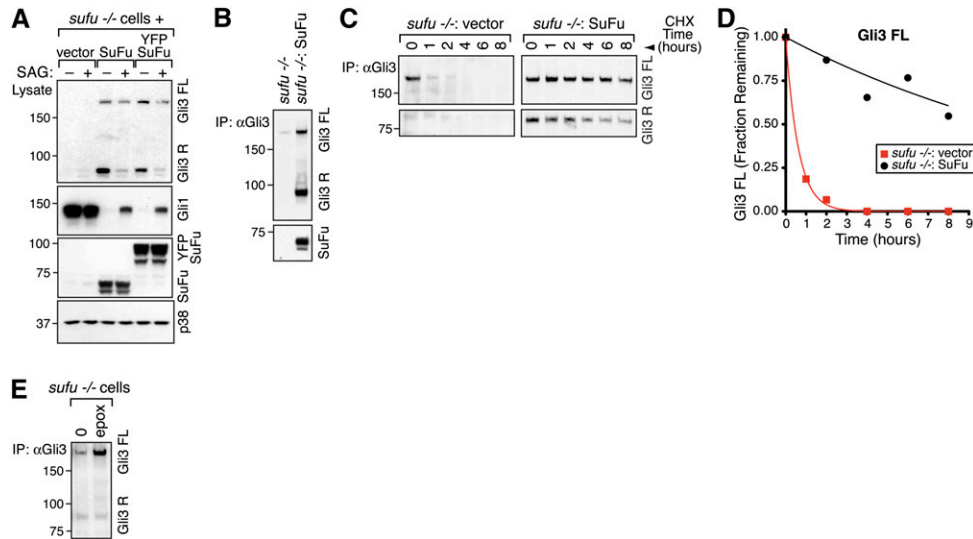 A
sufu -/- cells +
YFP
vector SuFu SuFu
SAG: – + – + – +
Lysate
150
100
Gli3 FL
Gli3 R
150
Gli1
100
75
YFP SuFu
SuFu
37
p38
B
sufu -/-
sufu -/-: SuFu
IP: αGli3
150
100
Gli3 FL
Gli3 R
75
SuFu
C
sufu -/-: vector
sufu -/-: SuFu
CHX
Time
(hours)
0 1 2 4 6 8
0 1 2 4 6 8
IP: αGli3
150
Gli3 FL
75
Gli3 R
D
Gli3 FL
Gli3 FL (Fraction Remaining)
1.00
0.75
0.50
0.25
0.00
sufu -/-: vector
sufu -/-: SuFu
0 1 2 3 4 5 6 7 8 9
Time (hours)
E
sufu -/- cells
0
epox
IP: αGli3
150
100
75
Gli3 FL
Gli3 R